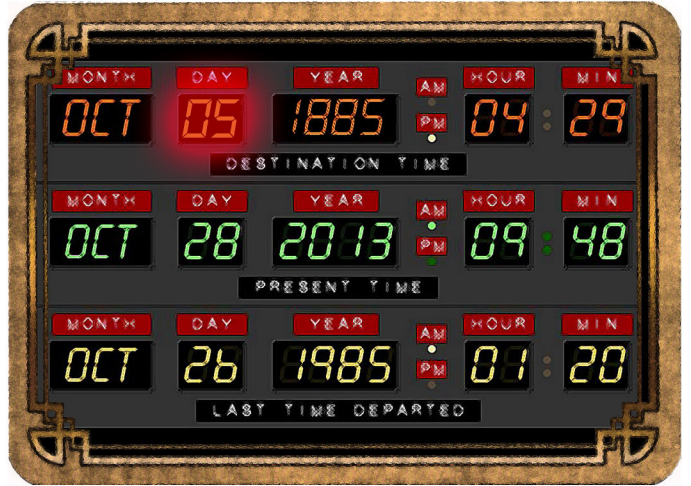 MONTH DAY YEAR AM HOUR MIN
OCT 05 1885 PM 04 : 29
DESTINATION TIME
MONTH DAY YEAR AM HOUR MIN
OCT 28 2013 PM 09 : 48
PRESENT TIME
MONTH DAY YEAR AM HOUR MIN
OCT 26 1985 PM 01 : 20
LAST TIME DEPARTED